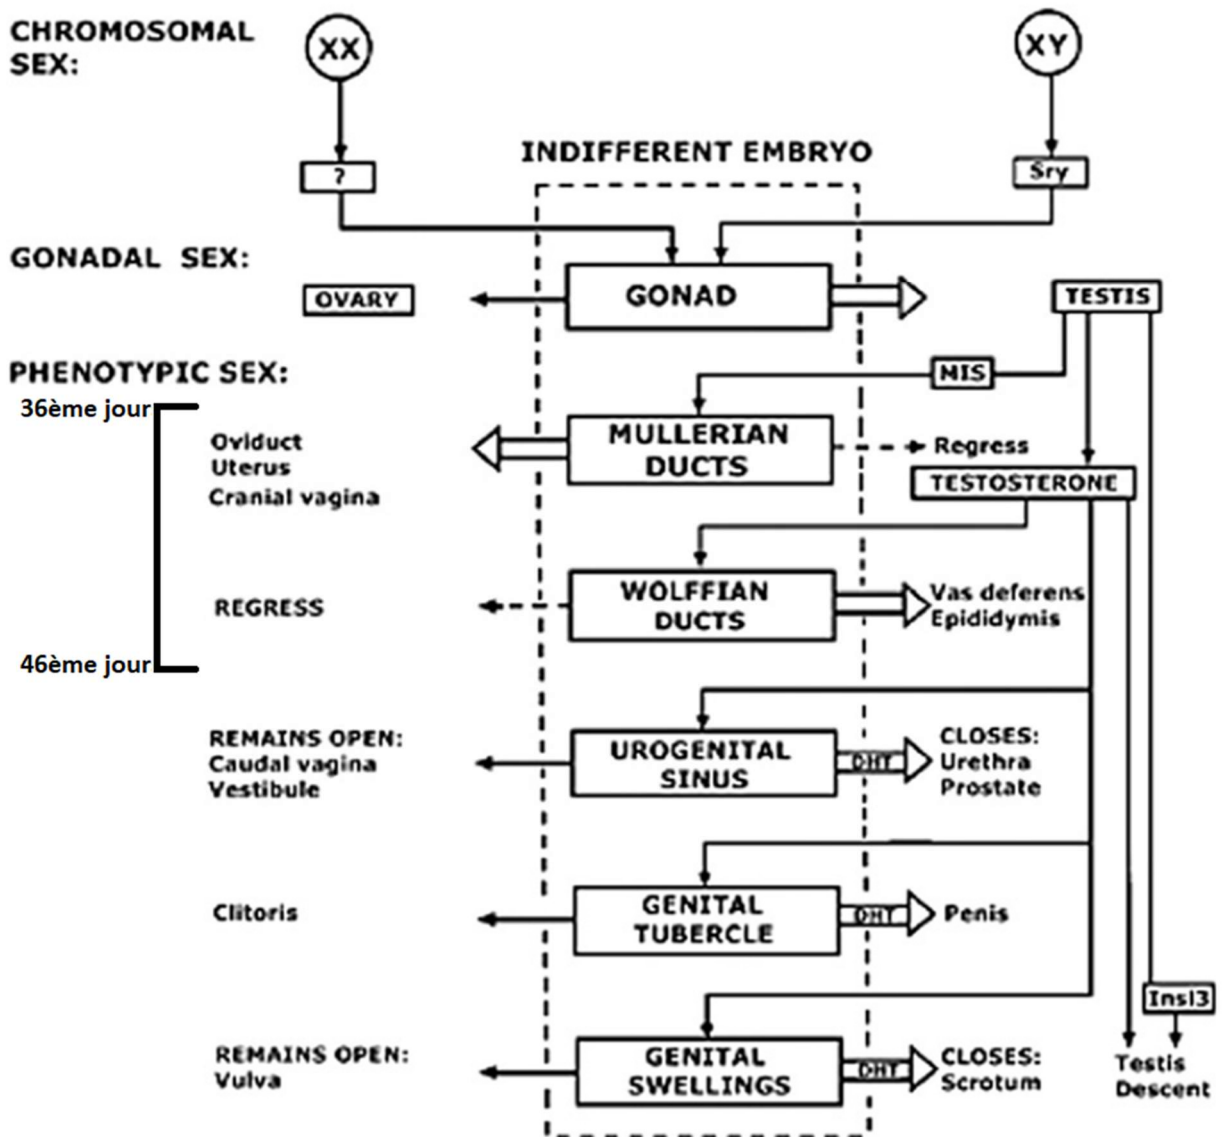 CHROMOSOMAL
SEX:
XX
XY
?
Sry
INDIFFERENT EMBRYO
GONADAL SEX:
OVARY
GONAD
TESTIS
PHENOTYPIC SEX:
MIS
36ème jour
Oviduct
Uterus
Cranial vagina
MULLERIAN
DUCTS
Regress
TESTOSTERONE
REGRESS
WOLFFIAN
DUCTS
Vas deferens
Epididymis
46ème jour
REMAINS OPEN:
Caudal vagina
Vestibule
UROGENITAL
SINUS
DHT
CLOSES:
Urethra
Prostate
Clitoris
GENITAL
TUBERCLE
DHT
Penis
Insl3
REMAINS OPEN:
Vulva
GENITAL
SWELLINGS
DHT
CLOSES:
Scrotum
Testis
Descent